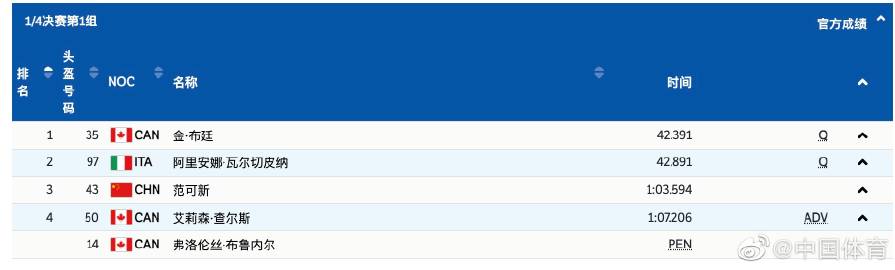 1/4决赛第1组
官方成绩
排名 头盔号码 NOC 名称 时间
1 35 CAN 金·布廷 42.391 Q
2 97 ITA 阿里安娜·瓦尔切皮纳 42.891 Q
3 43 CHN 范可新 1:03.594
4 50 CAN 艾莉森·查尔斯 1:07.206 ADV
14 CAN 弗洛伦丝·布鲁内尔 PEN
@中国体育